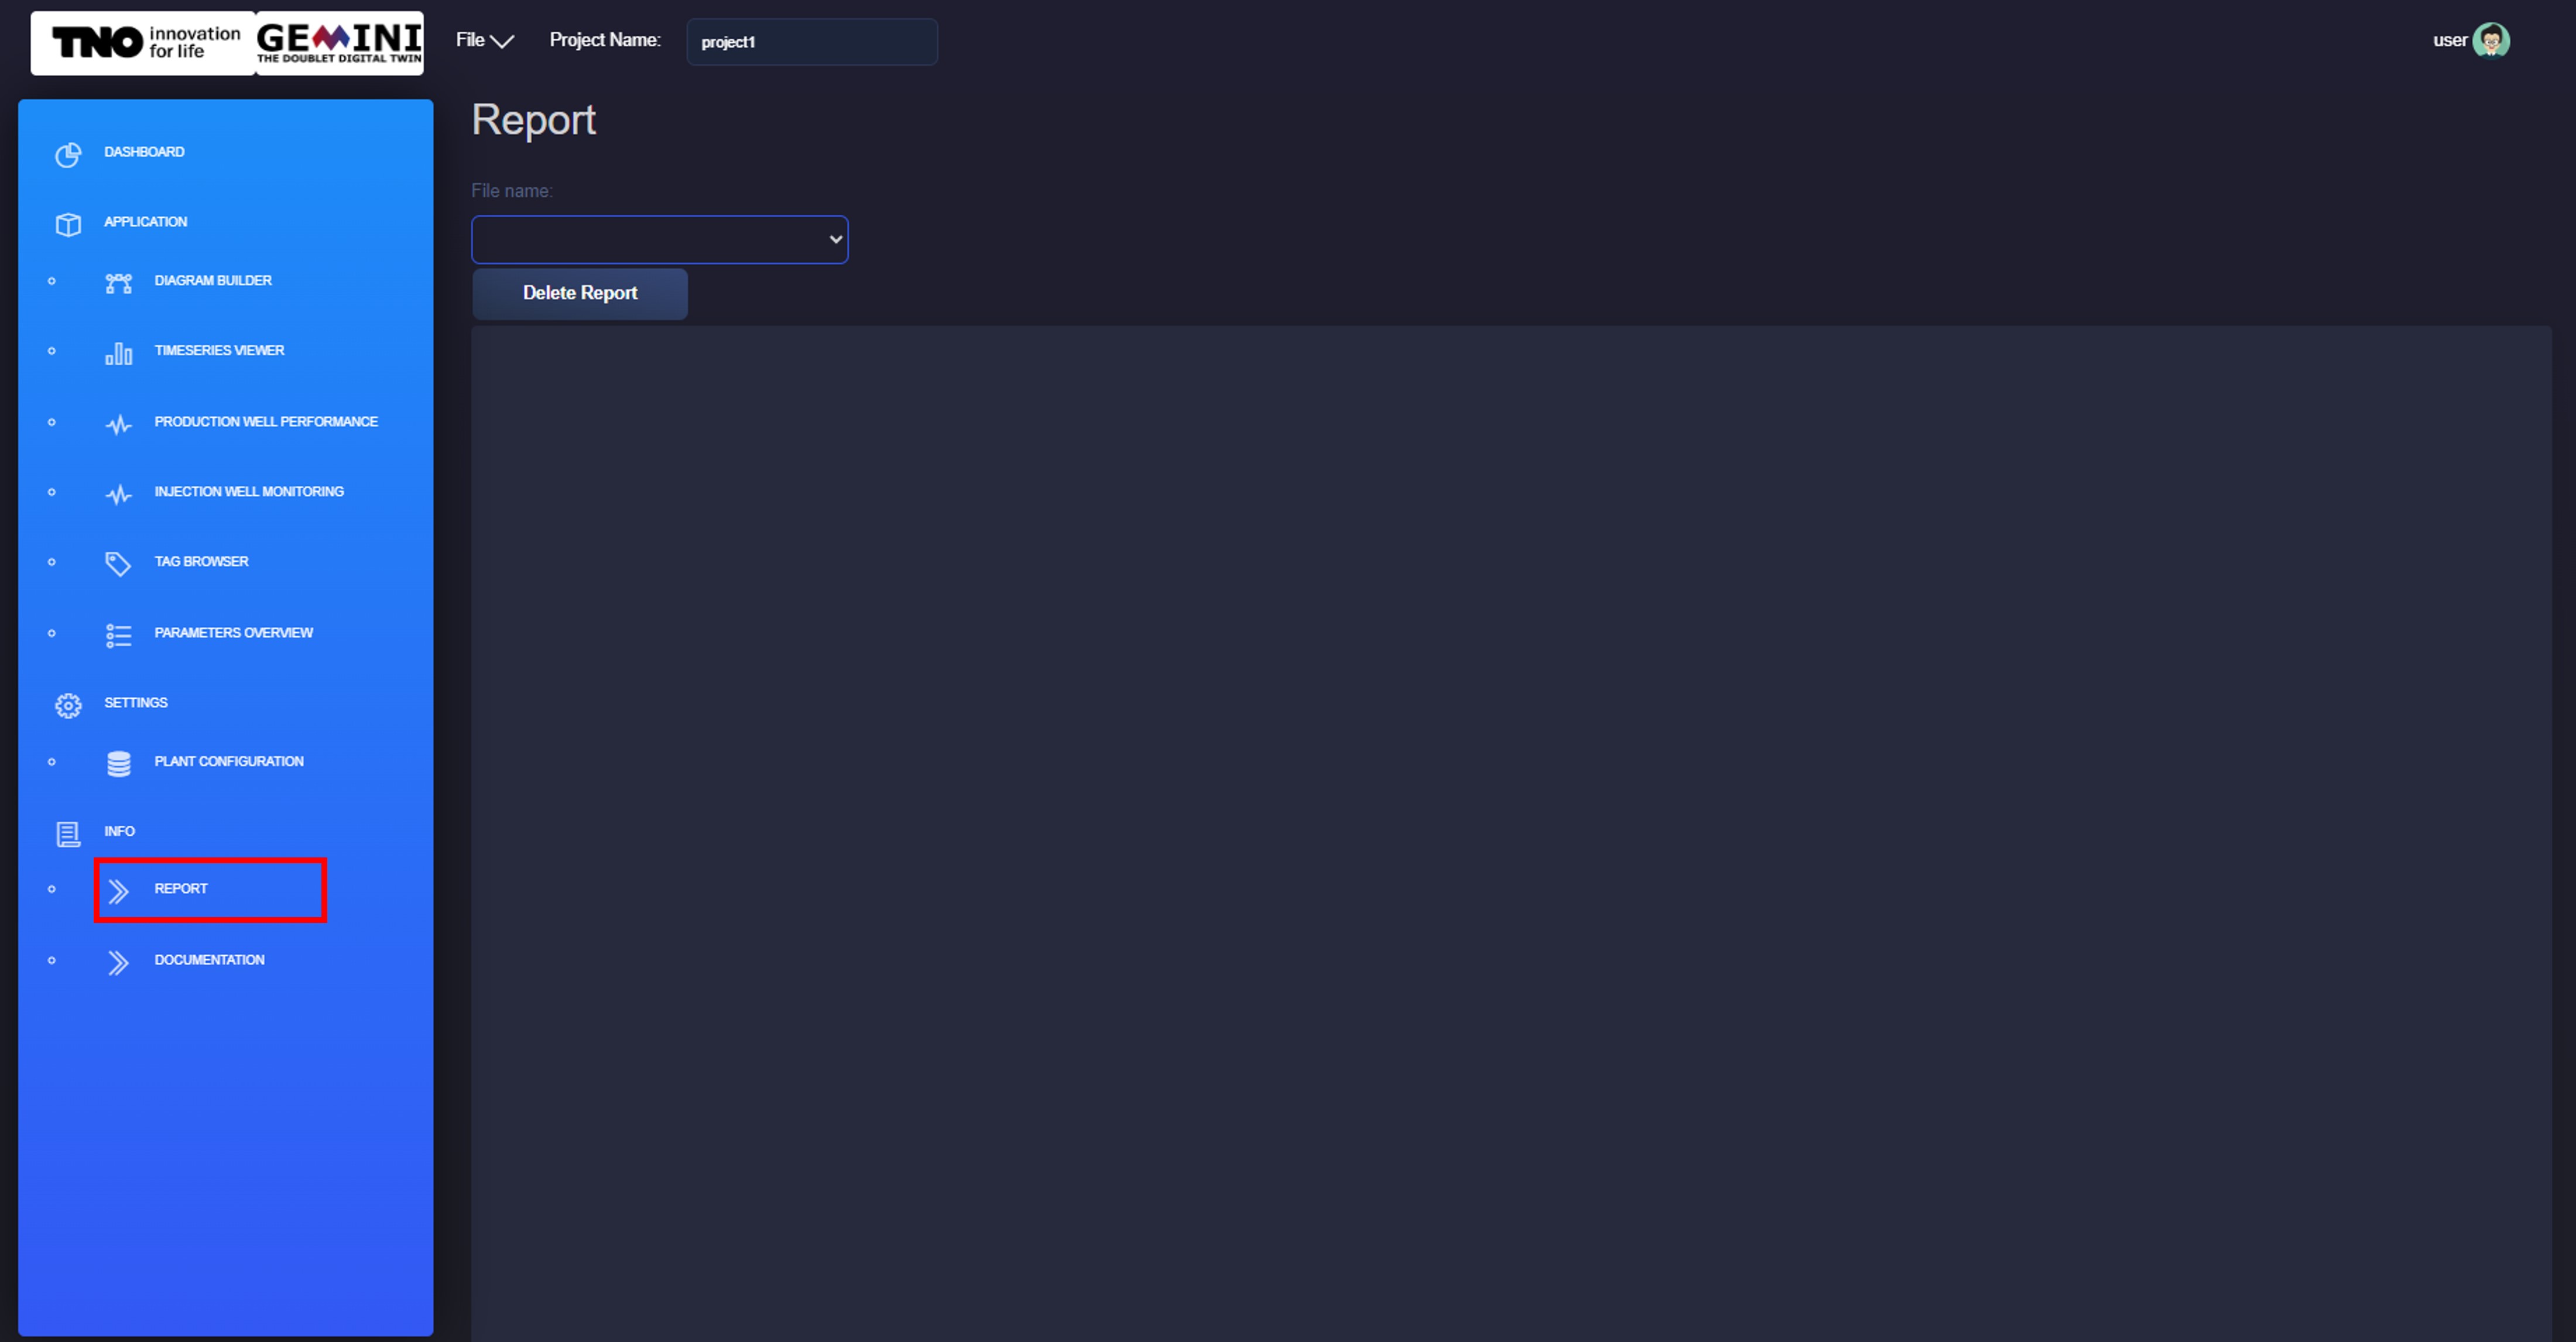 TNO innovation for life
GEMINI
THE DOUBLET DIGITAL TWIN
File
Project Name:
project1
user
DASHBOARD
APPLICATION
DIAGRAM BUILDER
TIMESERIES VIEWER
PRODUCTION WELL PERFORMANCE
INJECTION WELL MONITORING
TAG BROWSER
PARAMETERS OVERVIEW
SETTINGS
PLANT CONFIGURATION
INFO
REPORT
DOCUMENTATION
Report
File name:
Delete Report